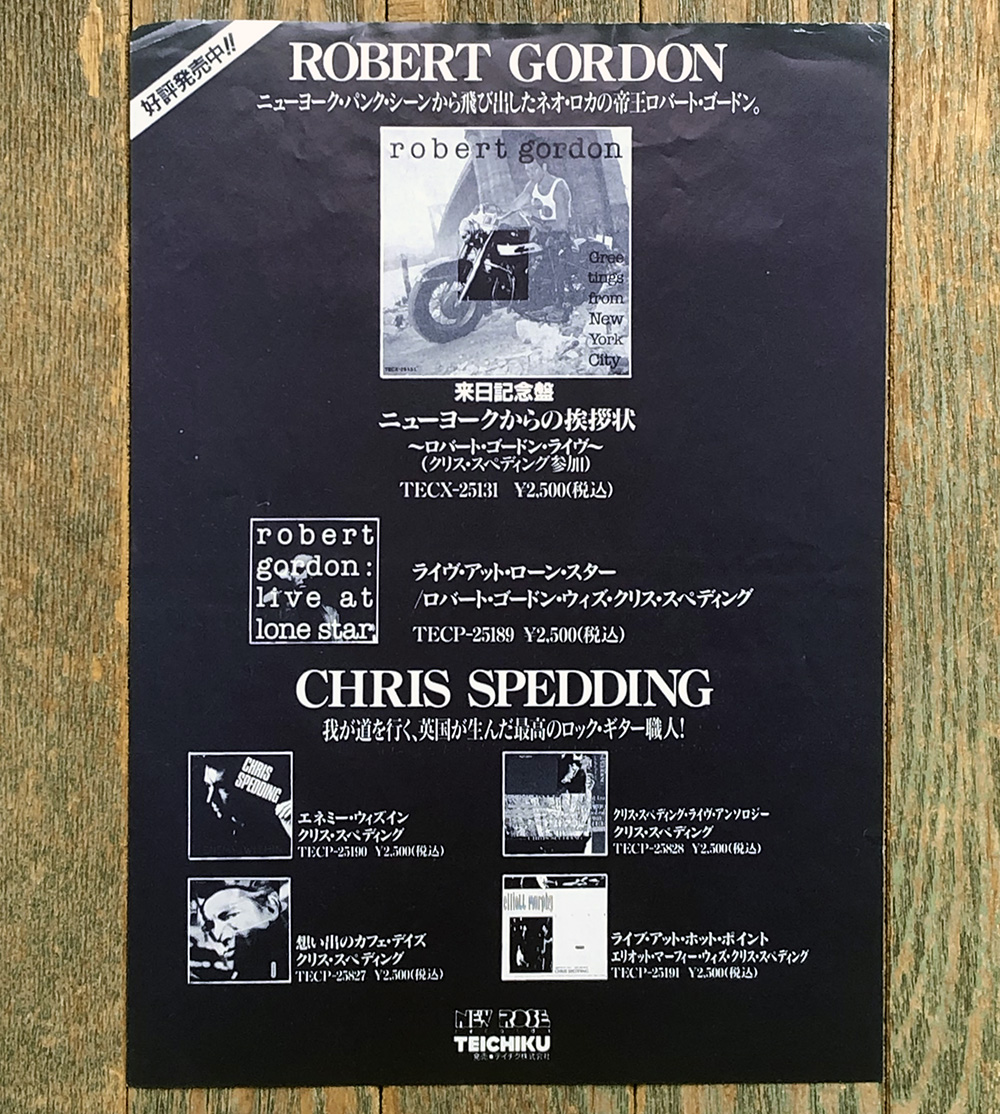 好評発売中!!
ROBERT GORDON
ニューヨーク・パンク・シーンから飛び出したネオ・ロカの帝王ロバート・ゴードン。
robert gordon
Gree
tings
from
New
York
City
来日記念盤
ニューヨークからの挨拶状
〜ロバート・ゴードン・ライヴ〜
(クリス・スペディング参加)
TECX-25131 ¥2,500(税込)
robert
gordon:
live at
lone star
ライヴ・アット・ローン・スター
/ロバート・ゴードン・ウィズ・クリス・スペディング
TECP-25189 ¥2,500(税込)
CHRIS SPEDDING
我が道を行く、英国が生んだ最高のロック・ギター職人!
CHRIS
SPEDDING
エネミー・ウィズイン
クリス・スペディング
TECP-25190 ¥2,500(税込)
クリス・スペディング・ライヴ・アンソロジー
クリス・スペディング
TECP-25828 ¥2,500(税込)
想い出のカフェ・デイズ
クリス・スペディング
TECP-25827 ¥2,500(税込)
elliott murphy
CHRIS SPEDDING
ライブ・アット・ホット・ポイント
エリオット・マーフィー・ウィズ・クリス・スペディング
TECP-25191 ¥2,500(税込)
NEW ROSE
TEICHIKU
発売●テイチク株式会社